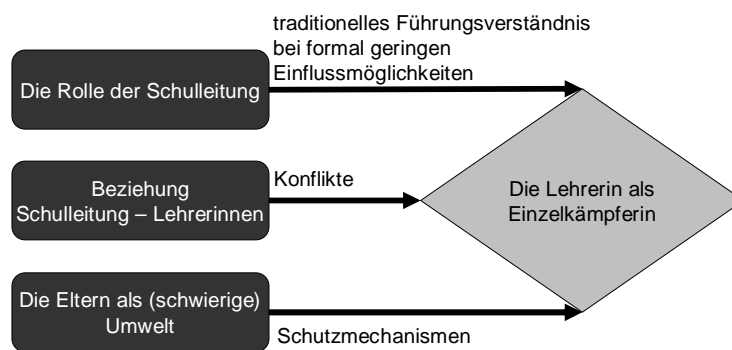 traditionelles Führungsverständnis
bei formal geringen
Einflussmöglichkeiten
Die Rolle der Schulleitung
Beziehung
Schulleitung – Lehrerinnen
Konflikte
Die Lehrerin als
Einzelkämpferin
Die Eltern als (schwierige)
Umwelt
Schutzmechanismen